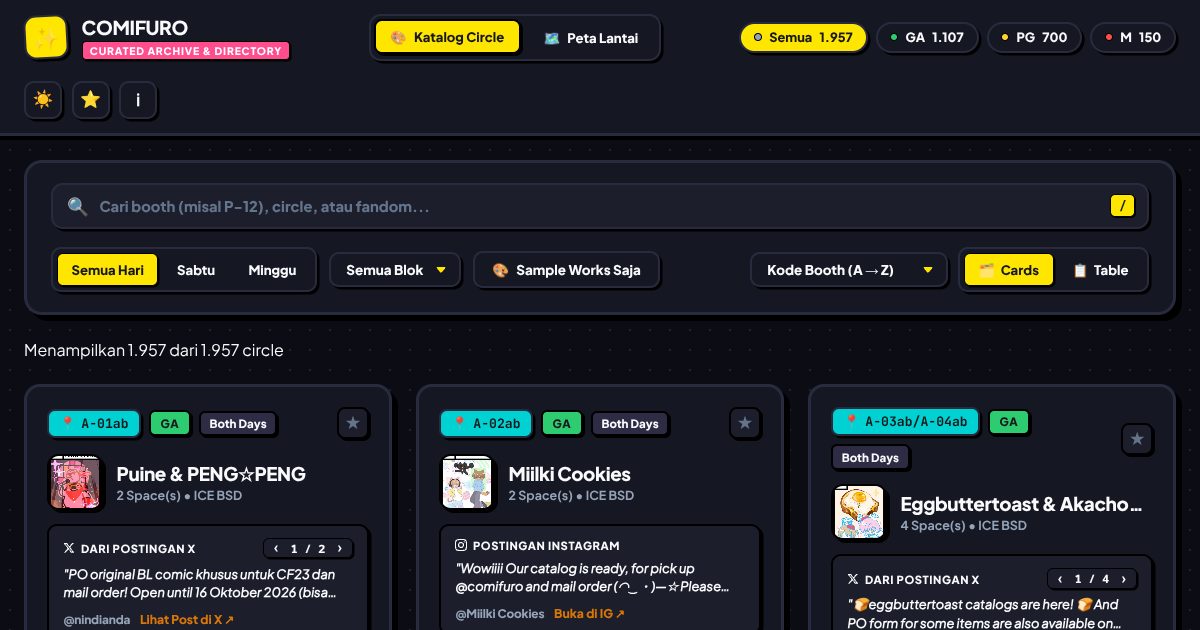 COMIFURO
CURATED ARCHIVE & DIRECTORY
🎨 Katalog Circle
🗺️ Peta Lantai
Semua 1.957
GA 1.107
PG 700
M 150
☀️ ⭐ i
🔍 Cari booth (misal P-12), circle, atau fandom... /
Semua Hari Sabtu Minggu
Semua Blok
🎨 Sample Works Saja
Kode Booth (A → Z)
🗂️ Cards 📋 Table
Menampilkan 1.957 dari 1.957 circle
📍 A-01ab GA Both Days ★
Puine & PENG☆PENG
2 Space(s) • ICE BSD
𝕏 DARI POSTINGAN X ‹ 1 / 2 ›
"PO original BL comic khusus untuk CF23 dan
mail order! Open until 16 Oktober 2026 (bisa...
@nindianda Lihat Post di X ↗
📍 A-02ab GA Both Days ★
Miilki Cookies
2 Space(s) • ICE BSD
POSTINGAN INSTAGRAM
"Wowiiii Our catalog is ready, for pick up
@comifuro and mail order (◠‿・)—☆Please...
@Miilki Cookies Buka di IG ↗
📍 A-03ab/A-04ab GA
Both Days ★
Eggbuttertoast & Akacho...
4 Space(s) • ICE BSD
𝕏 DARI POSTINGAN X ‹ 1 / 4 ›
"🍞eggbuttertoast catalogs are here! 🍞And
PO form for some items are also available on...